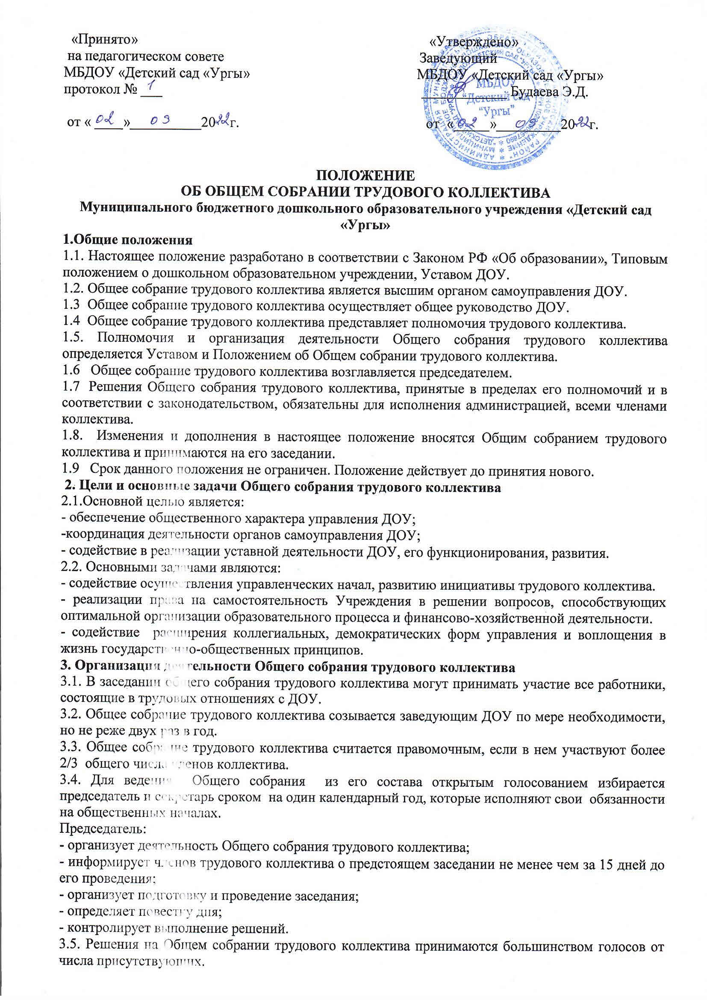 «Принято»
на педагогическом совете
МБДОУ «Детский сад «Ургы»
протокол № 1
от «02» 03 2022г.
«Утверждено»
Заведующий
МБДОУ «Детский сад «Ургы»
Будаева Э.Д.
от «02» 03 2022г.
МБДОУ
“Детский сад
“Ургы”
ПОЛОЖЕНИЕ
ОБ ОБЩЕМ СОБРАНИИ ТРУДОВОГО КОЛЛЕКТИВА
Муниципального бюджетного дошкольного образовательного учреждения «Детский сад
«Ургы»
1.Общие положения
1.1. Настоящее положение разработано в соответствии с Законом РФ «Об образовании», Типовым
положением о дошкольном образовательном учреждении, Уставом ДОУ.
1.2. Общее собрание трудового коллектива является высшим органом самоуправления ДОУ.
1.3 Общее собрание трудового коллектива осуществляет общее руководство ДОУ.
1.4 Общее собрание трудового коллектива представляет полномочия трудового коллектива.
1.5. Полномочия и организация деятельности Общего собрания трудового коллектива
определяется Уставом и Положением об Общем собрании трудового коллектива.
1.6 Общее собрание трудового коллектива возглавляется председателем.
1.7 Решения Общего собрания трудового коллектива, принятые в пределах его полномочий и в
соответствии с законодательством, обязательны для исполнения администрацией, всеми членами
коллектива.
1.8. Изменения и дополнения в настоящее положение вносятся Общим собранием трудового
коллектива и принимаются на его заседании.
1.9 Срок данного положения не ограничен. Положение действует до принятия нового.
2. Цели и основные задачи Общего собрания трудового коллектива
2.1.Основной целью является:
- обеспечение общественного характера управления ДОУ;
-координация деятельности органов самоуправления ДОУ;
- содействие в реализации уставной деятельности ДОУ, его функционирования, развития.
2.2. Основными задачами являются:
- содействие осуществления управленческих начал, развитию инициативы трудового коллектива.
- реализации права на самостоятельность Учреждения в решении вопросов, способствующих
оптимальной организации образовательного процесса и финансово-хозяйственной деятельности.
- содействие расширения коллегиальных, демократических форм управления и воплощения в
жизнь государственно-общественных принципов.
3. Организация деятельности Общего собрания трудового коллектива
3.1. В заседании общего собрания трудового коллектива могут принимать участие все работники,
состоящие в трудовых отношениях с ДОУ.
3.2. Общее собрание трудового коллектива созывается заведующим ДОУ по мере необходимости,
но не реже двух раз в год.
3.3. Общее собрание трудового коллектива считается правомочным, если в нем участвуют более
2/3 общего числа членов коллектива.
3.4. Для ведения Общего собрания из его состава открытым голосованием избирается
председатель и секретарь сроком на один календарный год, которые исполняют свои обязанности
на общественных началах.
Председатель:
- организует деятельность Общего собрания трудового коллектива;
- информирует членов трудового коллектива о предстоящем заседании не менее чем за 15 дней до
его проведения;
- организует подготовку и проведение заседания;
- определяет повестку дня;
- контролирует выполнение решений.
3.5. Решения на Общем собрании трудового коллектива принимаются большинством голосов от
числа присутствующих.